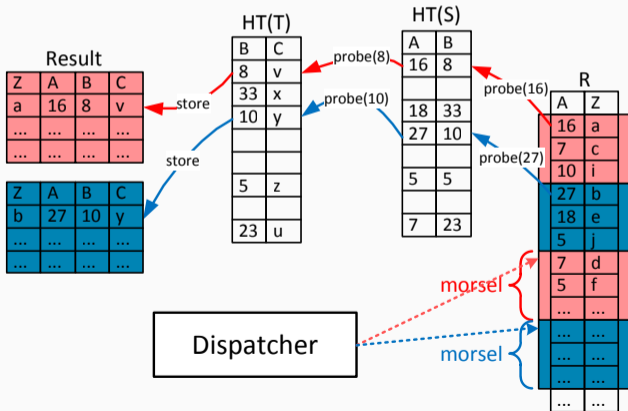 HT(T)
B C
8 v
33 x
10 y
5 z
23 u
HT(S)
A B
16 8
18 33
27 10
5 5
7 23
Result
Z A B C
a 16 8 v
... ... ... ...
... ... ... ...
Z A B C
b 27 10 y
... ... ... ...
... ... ... ...
store
store
probe(8)
probe(10)
probe(16)
probe(27)
R
A Z
16 a
7 c
10 i
27 b
18 e
5 j
7 d
5 f
... ...
... ...
... ...
... ...
... ...
morsel
morsel
Dispatcher